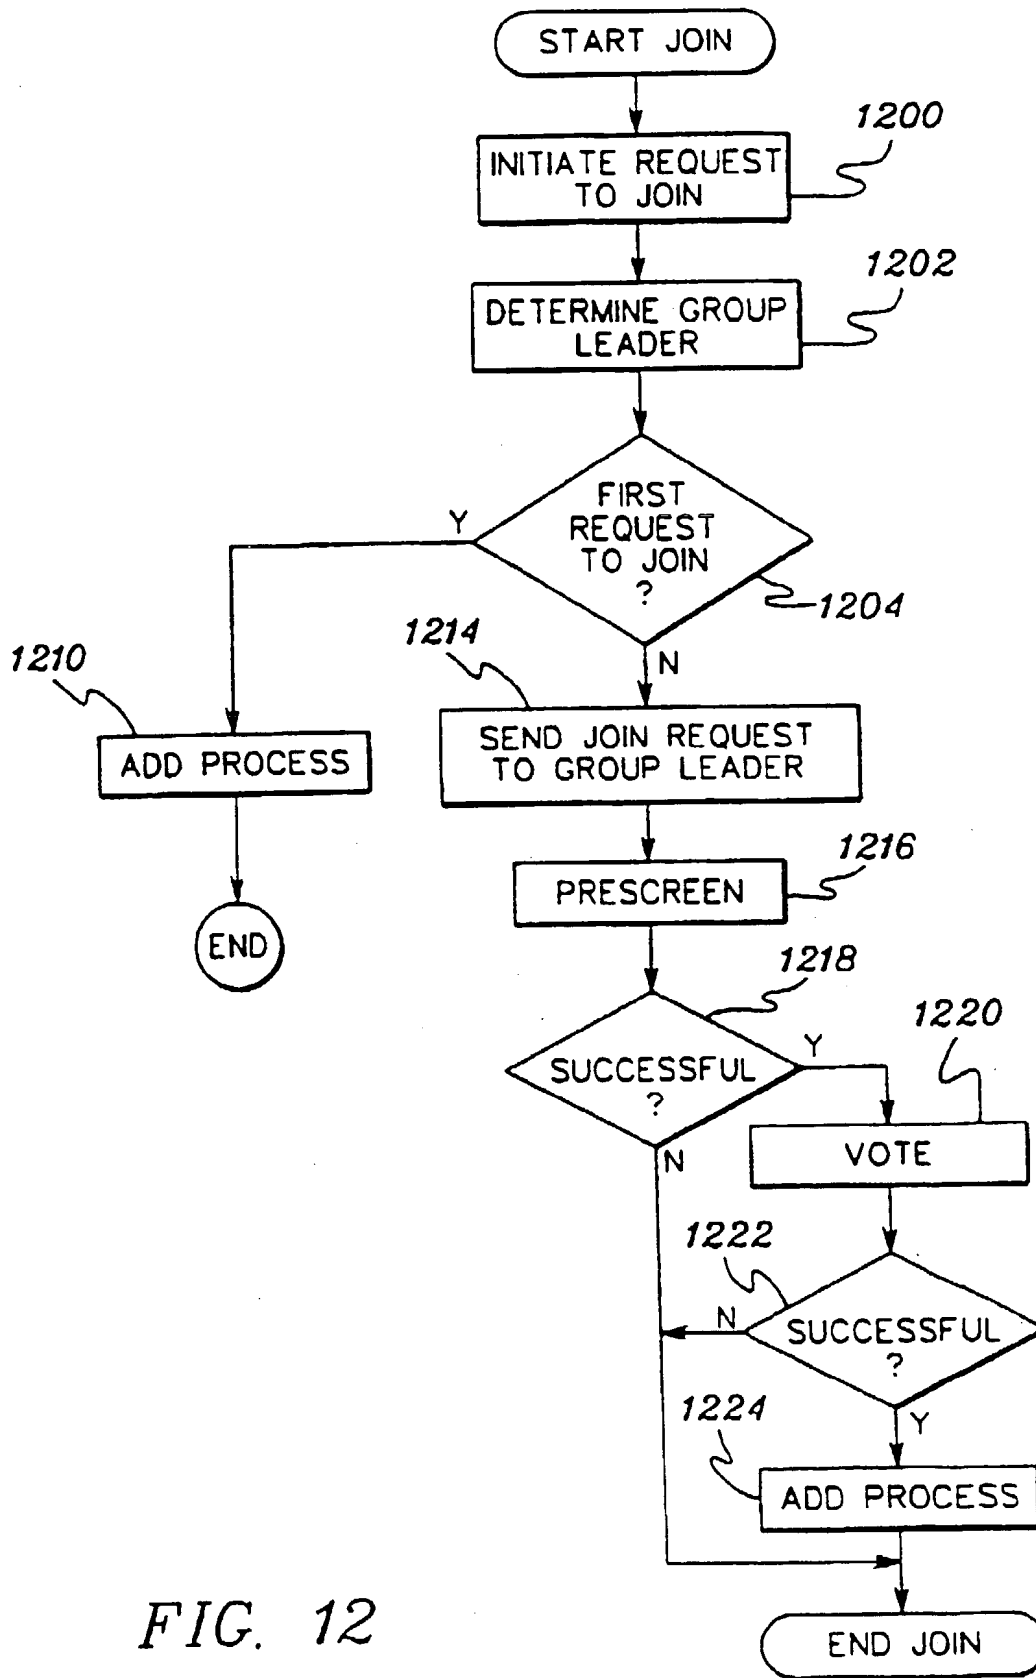 START JOIN
1200
INITIATE REQUEST
TO JOIN
1202
DETERMINE GROUP
LEADER
FIRST
REQUEST
TO JOIN
?
Y
1204
N
1214
1210
SEND JOIN REQUEST
TO GROUP LEADER
ADD PROCESS
1216
PRESCREEN
END
1218
SUCCESSFUL
?
Y
N
1220
VOTE
1222
N
SUCCESSFUL
?
Y
1224
ADD PROCESS
END JOIN
FIG. 12